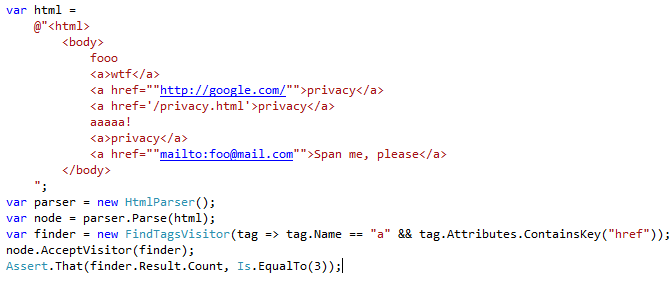 var html =
    @"<html>
        <body>
            fooo
            <a>wtf</a>
            <a href=""http://google.com/"">privacy</a>
            <a href='/privacy.html'>privacy</a>
            aaaaa!
            <a>privacy</a>
            <a href=""mailto:foo@mail.com"">Span me, please</a>
        </body>
    ";
var parser = new HtmlParser();
var node = parser.Parse(html);
var finder = new FindTagsVisitor(tag => tag.Name == "a" && tag.Attributes.ContainsKey("href"));
node.AcceptVisitor(finder);
Assert.That(finder.Result.Count, Is.EqualTo(3));